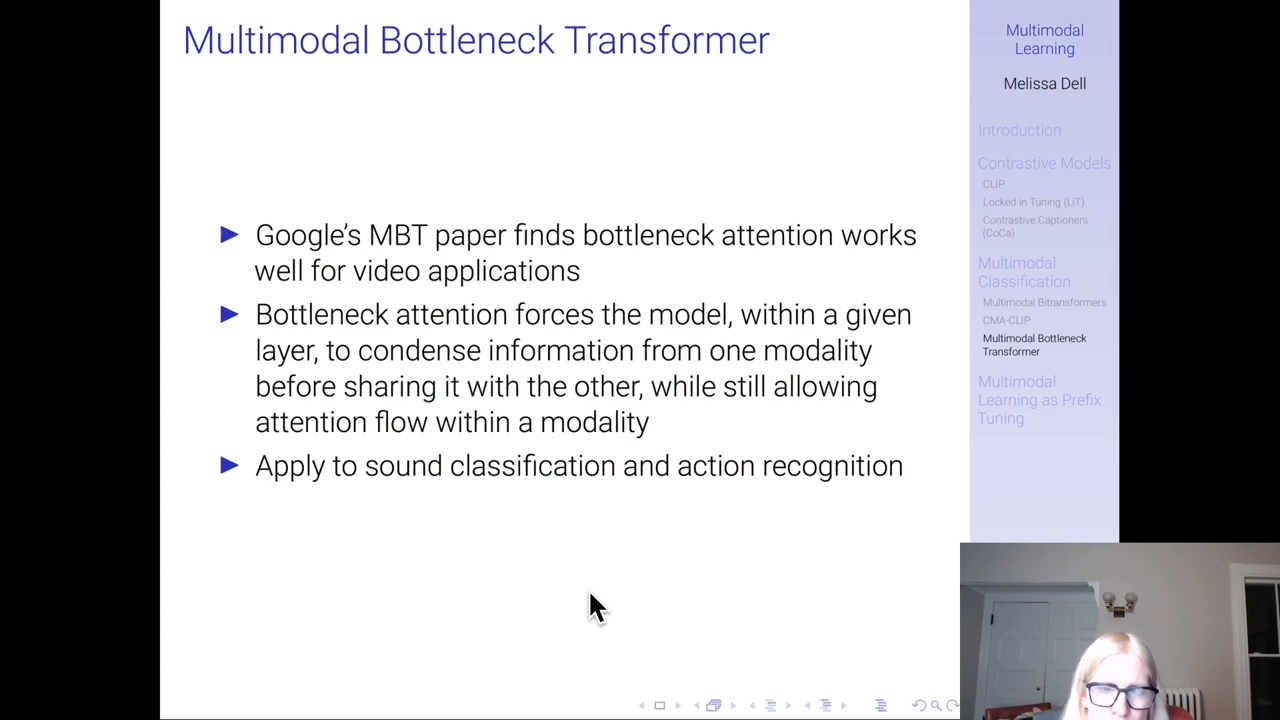 Multimodal Bottleneck Transformer
Google's MBT paper finds bottleneck attention works
well for video applications
Bottleneck attention forces the model, within a given
layer, to condense information from one modality
before sharing it with the other, while still allowing
attention flow within a modality
Apply to sound classification and action recognition
Multimodal
Learning
Melissa Dell
Introduction
Contrastive Models
CLIP
Locked in Tuning (LiT)
Contrastive Captioners
(CoCa)
Multimodal
Classification
Multimodal Bitransformers
CMA-CLIP
Multimodal Bottleneck
Transformer
Multimodal
Learning as Prefix
Tuning